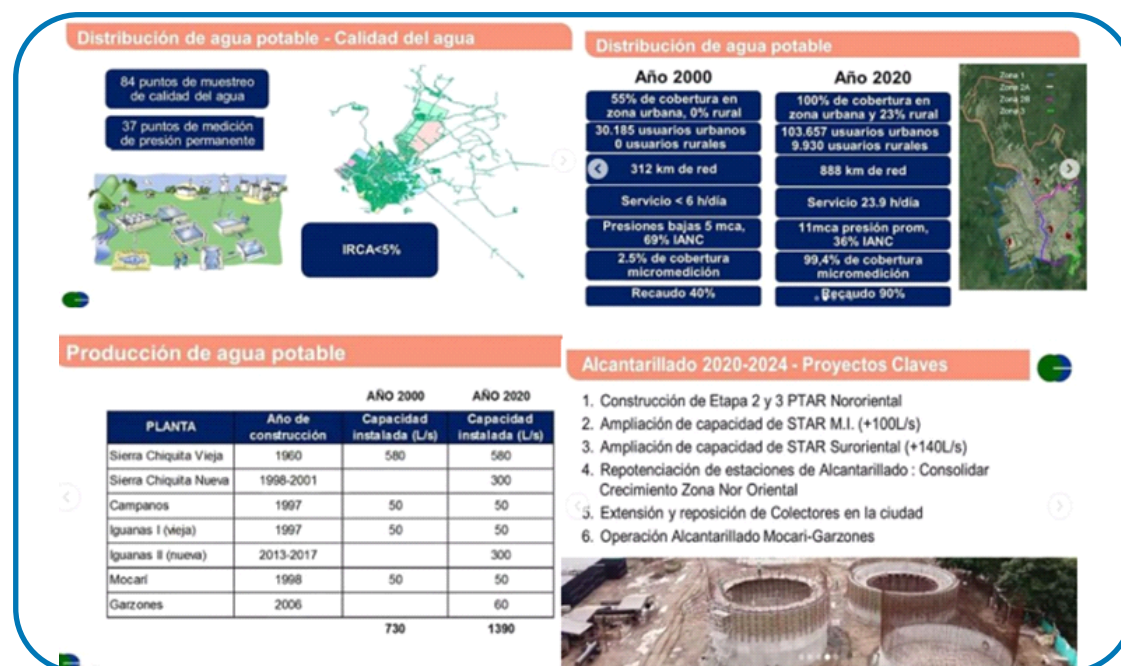 Distribución de agua potable - Calidad del agua
84 puntos de muestreo
de calidad del agua
37 puntos de medición
de presión permanente
IRCA<5%
Distribución de agua potable
Año 2000 Año 2020
55% de cobertura en
zona urbana, 0% rural
100% de cobertura en
zona urbana y 23% rural
30.185 usuarios urbanos
0 usuarios rurales
103.657 usuarios urbanos
9.930 usuarios rurales
312 km de red 888 km de red
Servicio < 6 h/día Servicio 23.9 h/día
Presiones bajas 5 mca,
69% IANC
11mca presión prom,
36% IANC
2.5% de cobertura
micromedición
99,4% de cobertura
micromedición
Recaudo 40% Recaudo 90%
Zona 1
Zona 2A
Zona 2B
Zona 3
Producción de agua potable
AÑO 2000 AÑO 2020
PLANTA Año de construcción Capacidad instalada (L/s) Capacidad instalada (L/s)
Sierra Chiquita Vieja 1960 580 580
Sierra Chiquita Nueva 1998-2001 300
Campanos 1997 50 50
Iguanas I (vieja) 1997 50 50
Iguanas II (nueva) 2013-2017 300
Mocarí 1998 50 50
Garzones 2006 60
730 1390
Alcantarillado 2020-2024 - Proyectos Claves
1. Construcción de Etapa 2 y 3 PTAR Nororiental
2. Ampliación de capacidad de STAR M.I. (+100L/s)
3. Ampliación de capacidad de STAR Suroriental (+140L/s)
4. Repotenciación de estaciones de Alcantarillado : Consolidar
Crecimiento Zona Nor Oriental
5. Extensión y reposición de Colectores en la ciudad
6. Operación Alcantarillado Mocari-Garzones